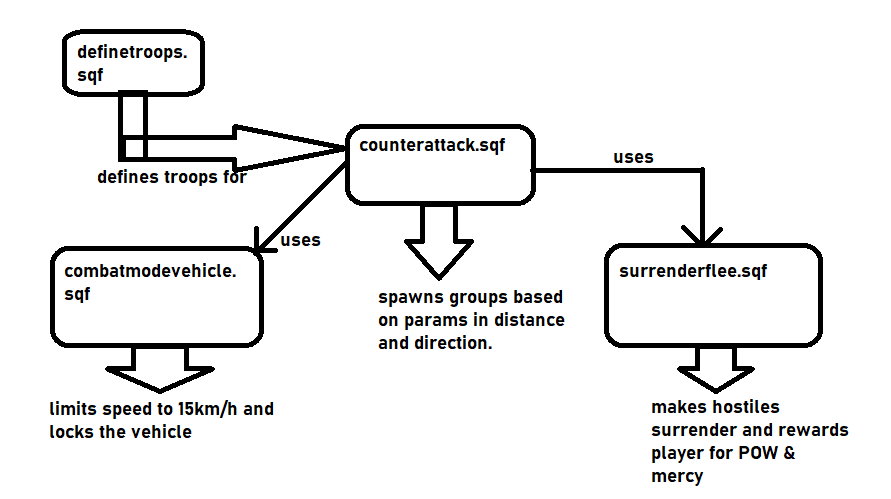 definetroops.
sqf
defines troops for
counterattack.sqf
uses
uses
combatmodevehicle.
sqf
spawns groups based
on params in distance
and direction.
surrenderflee.sqf
limits speed to 15km/h and
locks the vehicle
makes hostiles
surrender and rewards
player for POW &
mercy